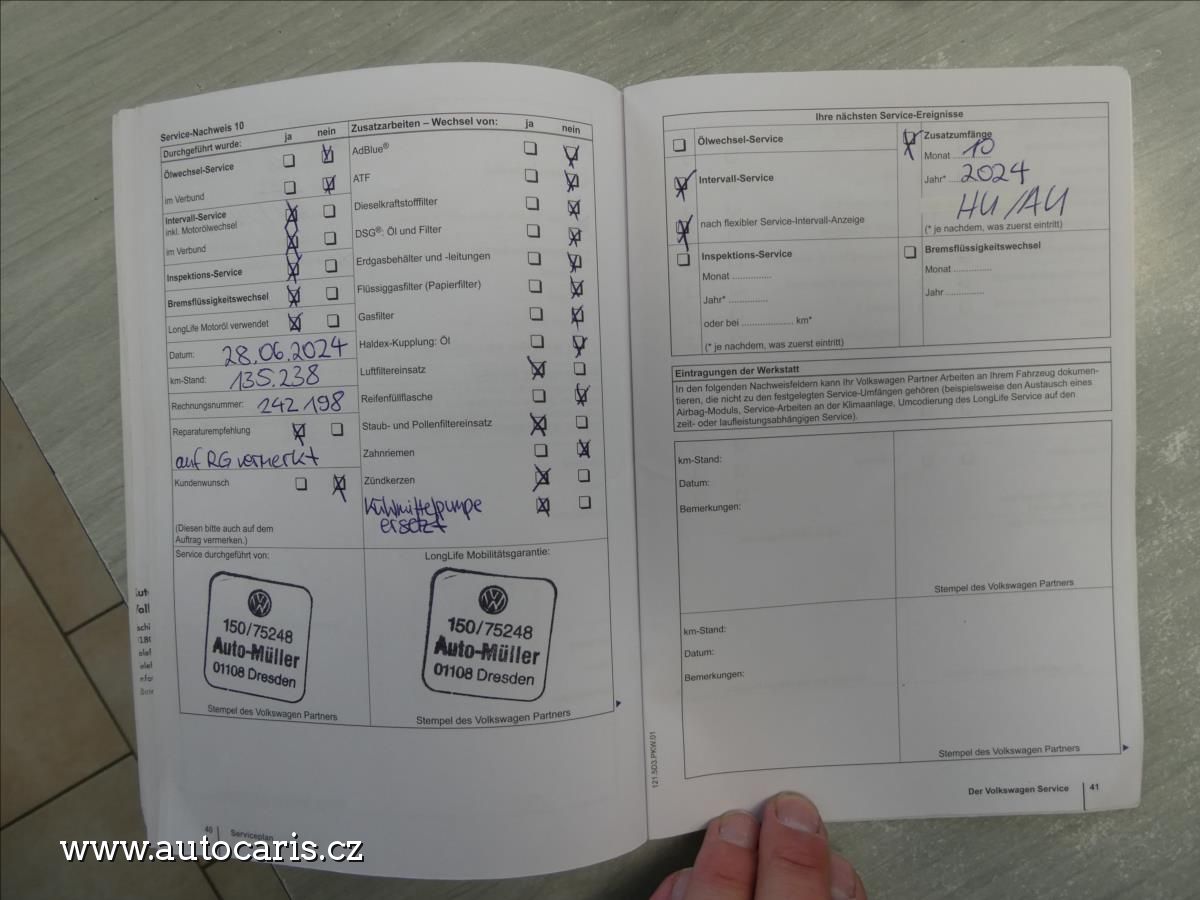 Service-Nachweis 10
Durchgeführt wurde: ja nein
Ölwechsel-Service
im Verbund
Intervall-Service
inkl. Motorölwechsel
im Verbund
Inspektions-Service
Bremsflüssigkeitswechsel
LongLife Motoröl verwendet
Datum: 28.06.2024
km-Stand: 135.238
Rechnungsnummer: 242 198
Reparaturempfehlung
auf RG vermerkt
Kundenwunsch
(Diesen bitte auch auf dem
Auftrag vermerken.)
Zusatzarbeiten – Wechsel von: ja nein
AdBlue®
ATF
Dieselkraftstofffilter
DSG®: Öl und Filter
Erdgasbehälter und -leitungen
Flüssiggasfilter (Papierfilter)
Gasfilter
Haldex-Kupplung: Öl
Luftfiltereinsatz
Reifenfüllflasche
Staub- und Pollenfiltereinsatz
Zahnriemen
Zündkerzen
Kühlmittelpumpe
ersetzt
Service durchgeführt von:
150/75248
Auto-Müller
01108 Dresden
Stempel des Volkswagen Partners
LongLife Mobilitätsgarantie:
150/75248
Auto-Müller
01108 Dresden
Stempel des Volkswagen Partners
40 Serviceplan
Ihre nächsten Service-Ereignisse
Ölwechsel-Service
Intervall-Service
nach flexibler Service-Intervall-Anzeige
Inspektions-Service
Monat ...............
Jahr* ...............
oder bei .................... km*
(* je nachdem, was zuerst eintritt)
Zusatzumfänge
Monat ... 10
Jahr* ... 2024
HU/AU
(* je nachdem, was zuerst eintritt)
Bremsflüssigkeitswechsel
Monat ..............
Jahr ..............
Eintragungen der Werkstatt
In den folgenden Nachweisfeldern kann Ihr Volkswagen Partner Arbeiten an Ihrem Fahrzeug dokumen-
tieren, die nicht zu den festgelegten Service-Umfängen gehören (beispielsweise den Austausch eines
Airbag-Moduls, Service-Arbeiten an der Klimaanlage, Umcodierung des LongLife Service auf den
zeit- oder laufleistungsabhängigen Service).
km-Stand:
Datum:
Bemerkungen:
Stempel des Volkswagen Partners
km-Stand:
Datum:
Bemerkungen:
Stempel des Volkswagen Partners
121.5D3.PKW.01
Der Volkswagen Service 41
www.autocaris.cz